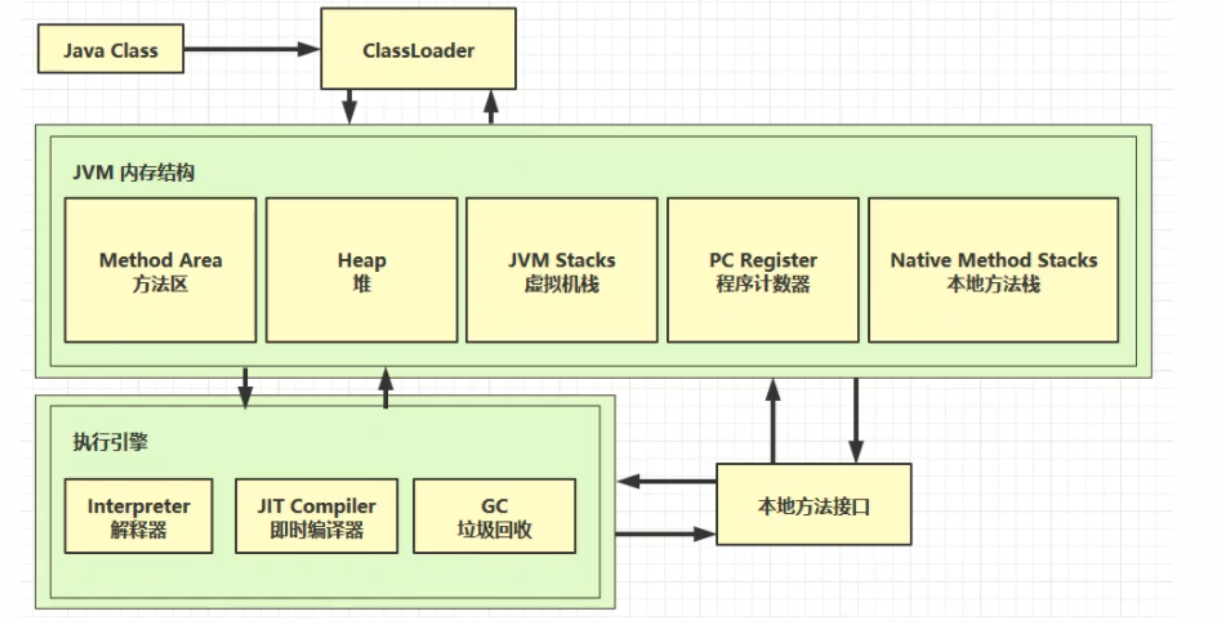 Java Class
ClassLoader
JVM 内存结构
Method Area
方法区
Heap
堆
JVM Stacks
虚拟机栈
PC Register
程序计数器
Native Method Stacks
本地方法栈
执行引擎
Interpreter
解释器
JIT Compiler
即时编译器
GC
垃圾回收
本地方法接口